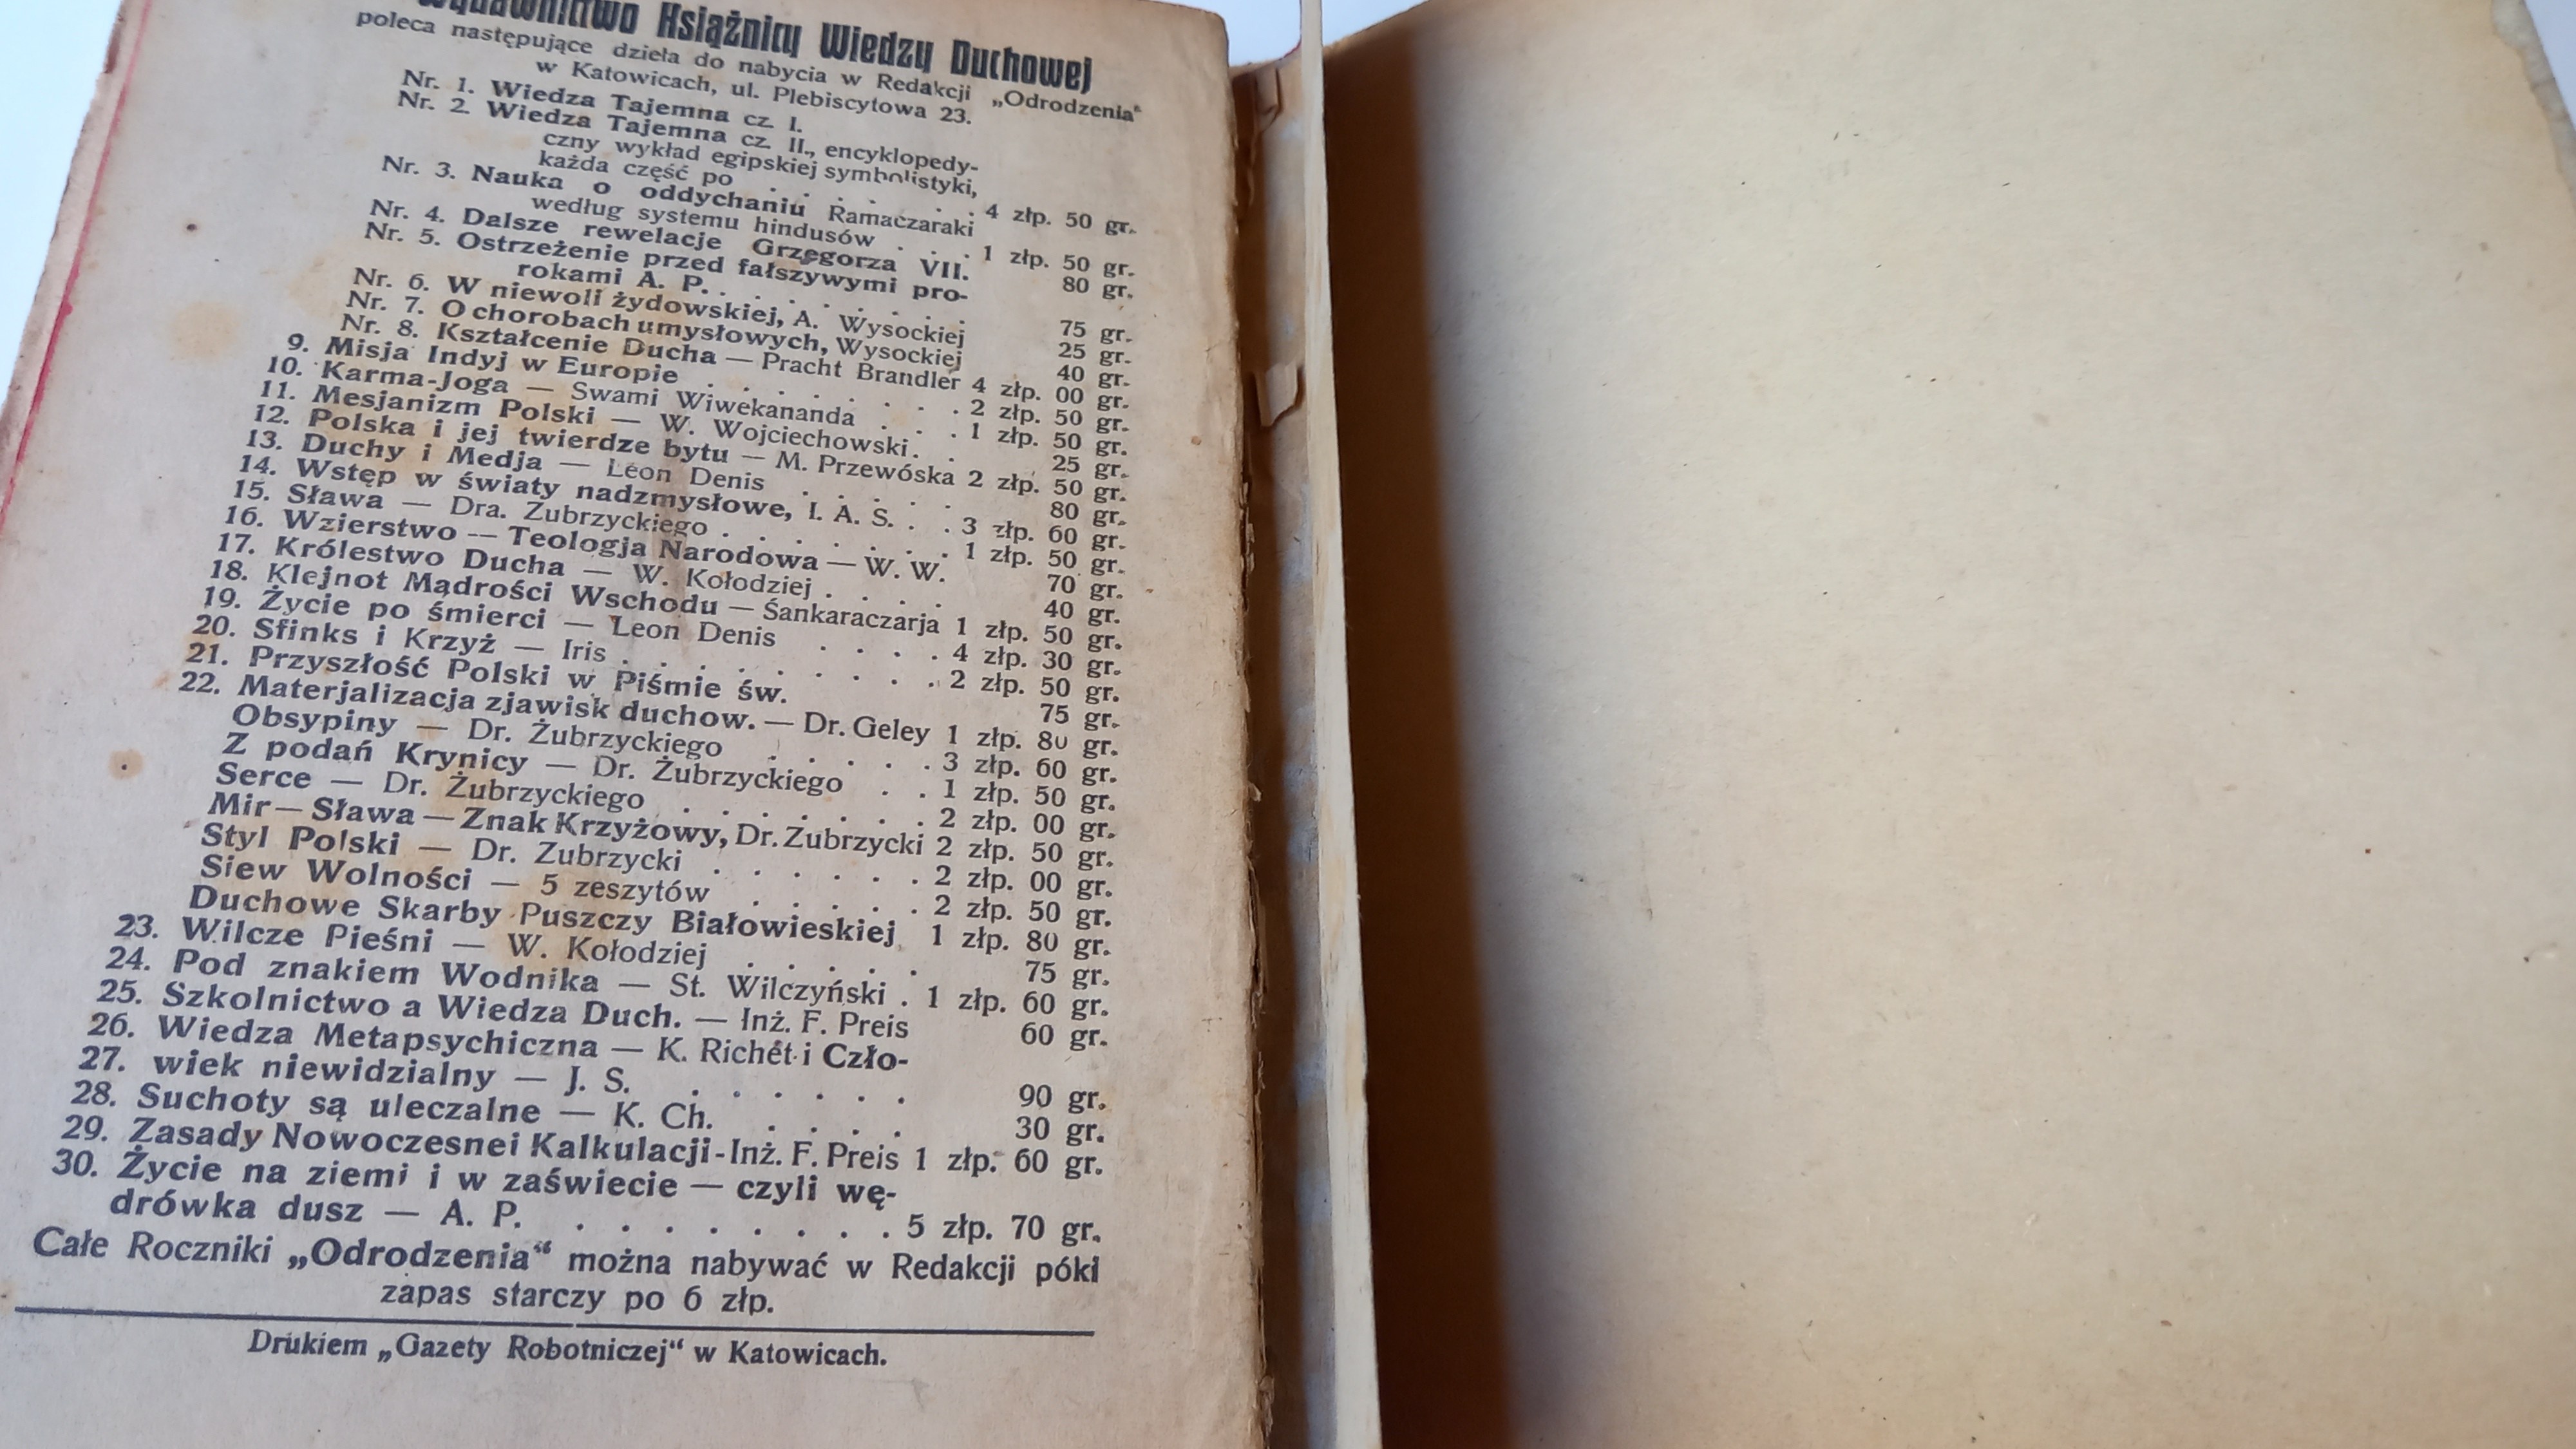 Wydawnictwo Książnicy Wiedzy Duchowej
poleca następujące dzieła do nabycia w Redakcji „Odrodzenia“
w Katowicach, ul. Plebiscytowa 23.
Nr. 1. Wiedza Tajemna cz. I.
Nr. 2. Wiedza Tajemna cz. II., encyklopedy-
czny wykład egipskiej symbolistyki,
każda część po . . . . . . 4 złp. 50 gr.
Nr. 3. Nauka o oddychaniu Ramaczaraki
według systemu hindusów . . . 1 złp. 50 gr.
Nr. 4. Dalsze rewelacje Grzegorza VII. 80 gr.
Nr. 5. Ostrzeżenie przed fałszywymi pro-
rokami A. P. . . . . . . . 75 gr.
Nr. 6. W niewoli żydowskiej, A. Wysockiej 25 gr.
Nr. 7. O chorobach umysłowych, Wysockiej 40 gr.
Nr. 8. Kształcenie Ducha — Pracht Brandler 4 złp. 00 gr.
9. Misja Indyj w Europie . . . . . . . 2 złp. 50 gr.
10. Karma-Joga — Swami Wiwekananda . . . 1 złp. 50 gr.
11. Mesjanizm Polski — W. Wojciechowski. . 25 gr.
12. Polska i jej twierdze bytu — M. Przewóska 2 złp. 50 gr.
13. Duchy i Medja — Léon Denis . . . . . 80 gr.
14. Wstęp w światy nadzmysłowe, I. A. S. . . 3 złp. 60 gr.
15. Sława — Dra. Żubrzyckiego . . . . . . . 1 złp. 50 gr.
16. Wzierstwo — Teologja Narodowa — W. W. 70 gr.
17. Królestwo Ducha — W. Kołodziej . . . . 40 gr.
18. Klejnot Mądrości Wschodu — Śankaraczarja 1 złp. 50 gr.
19. Życie po śmierci — Leon Denis . . . . 4 złp. 30 gr.
20. Sfinks i Krzyż — Iris . . . . . . . . . 2 złp. 50 gr.
21. Przyszłość Polski w Piśmie św. 75 gr.
22. Materjalizacja zjawisk duchow. — Dr. Geley 1 złp. 80 gr.
Obsypiny — Dr. Żubrzyckiego . . . . . 3 złp. 60 gr.
Z podań Krynicy — Dr. Żubrzyckiego . . 1 złp. 50 gr.
Serce — Dr. Żubrzyckiego . . . . . . . 2 złp. 00 gr.
Mir — Sława — Znak Krzyżowy, Dr. Zubrzycki 2 złp. 50 gr.
Styl Polski — Dr. Zubrzycki . . . . . . 2 złp. 00 gr.
Siew Wolności — 5 zeszytów . . . . . 2 złp. 50 gr.
Duchowe Skarby Puszczy Białowieskiej 1 złp. 80 gr.
23. Wilcze Pieśni — W. Kołodziej . . . . . 75 gr.
24. Pod znakiem Wodnika — St. Wilczyński . 1 złp. 60 gr.
25. Szkolnictwo a Wiedza Duch. — Inż. F. Preis 60 gr.
26. Wiedza Metapsychiczna — K. Richet i Czło-
27. wiek niewidzialny — J. S. . . . . . . 90 gr.
28. Suchoty są uleczalne — K. Ch. . . . . 30 gr.
29. Zasady Nowoczesnei Kalkulacji - Inż. F. Preis 1 złp. 60 gr.
30. Życie na ziemi i w zaświecie — czyli wę-
drówka dusz — A. P. . . . . . . . . 5 złp. 70 gr.
Całe Roczniki „Odrodzenia“ można nabywać w Redakcji póki
zapas starczy po 6 złp.
Drukiem „Gazety Robotniczej“ w Katowicach.